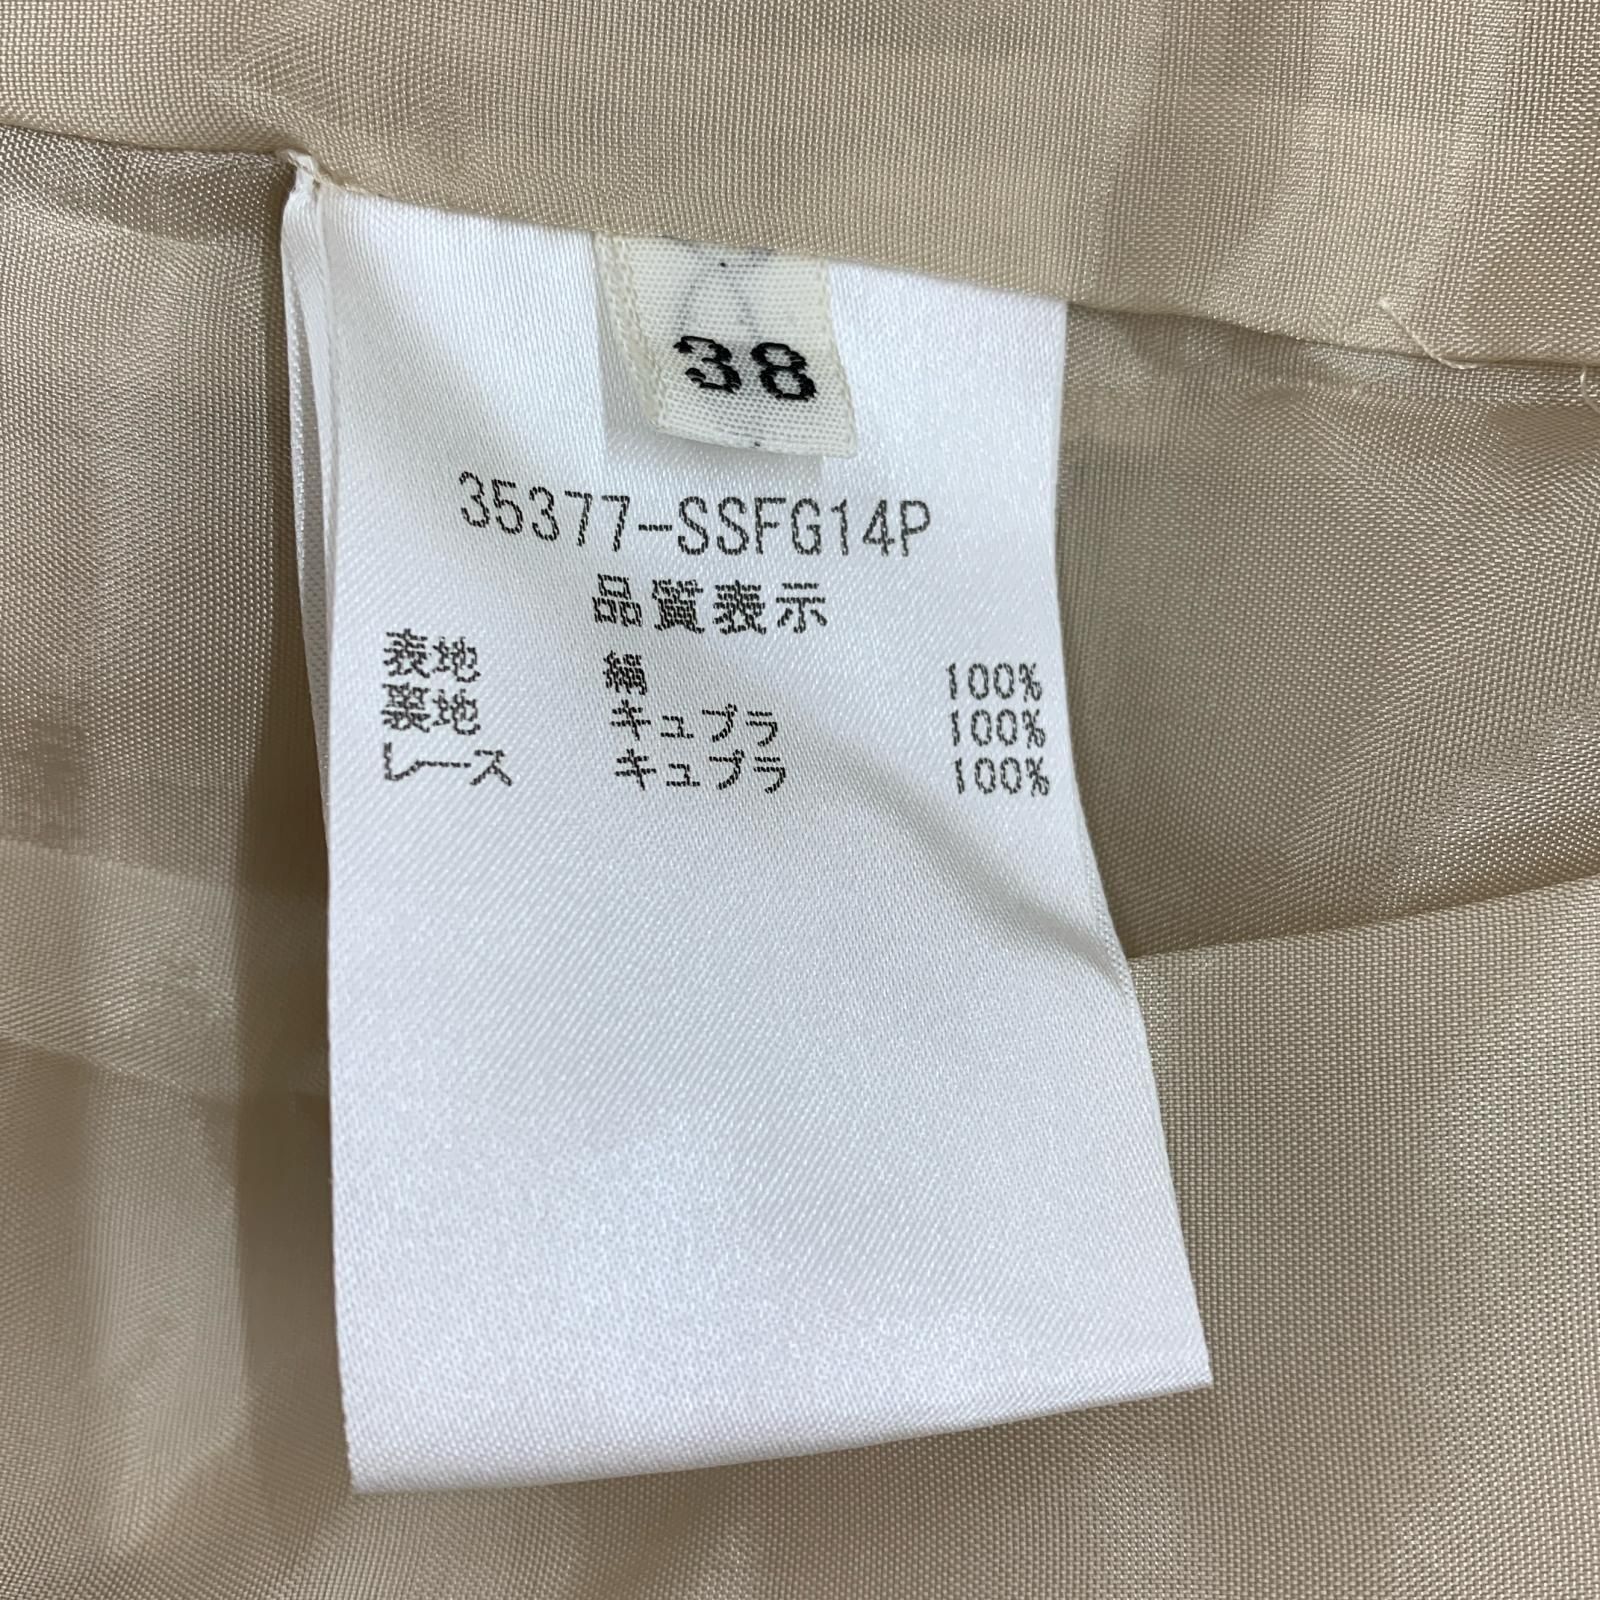 38
35377-SSFG14P
品質表示
表地 絹 100%
裏地 キュプラ 100%
レース キュプラ 100%